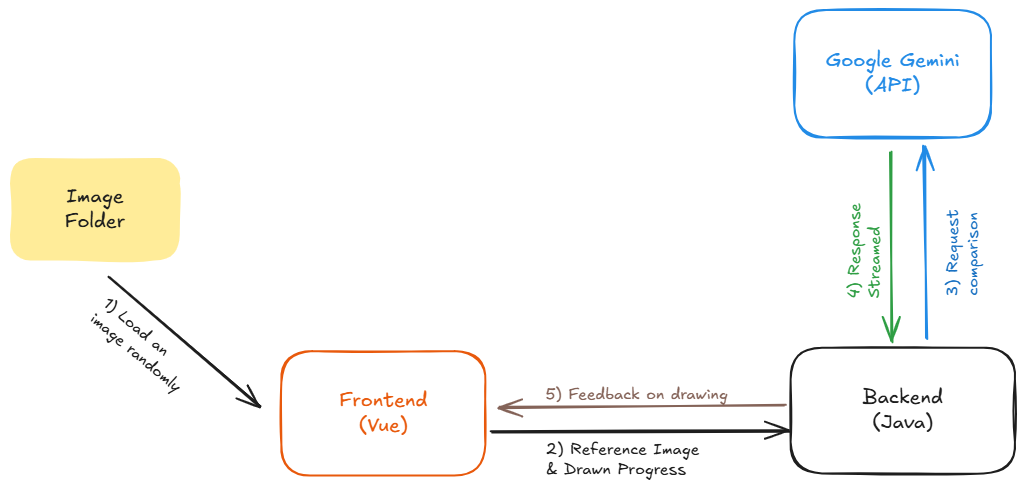 Google Gemini
(API)
Image
Folder
4) Response
Streamed
3) Request
comparison
1) Load an
image randomly
Frontend
(Vue)
5) Feedback on drawing
2) Reference Image
& Drawn Progress
Backend
(Java)